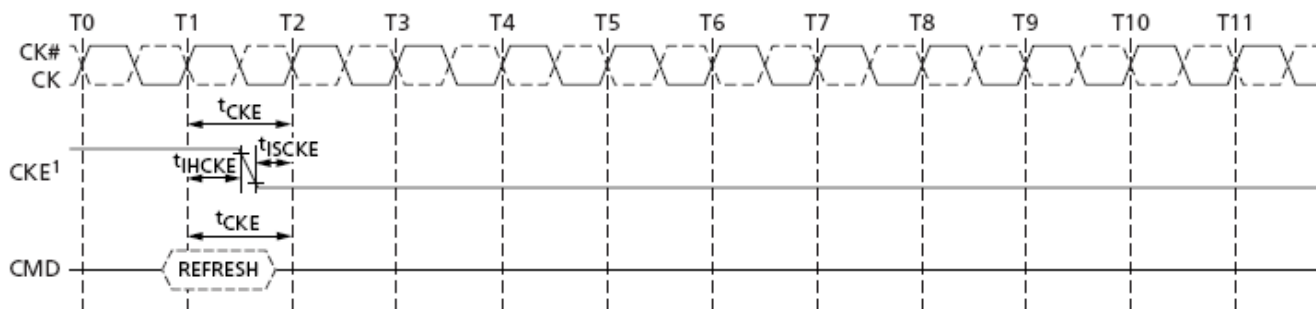 T0 T1 T2 T3 T4 T5 T6 T7 T8 T9 T10 T11
CK#
CK
tCKE
tISCKE
CKE1
tIHCKE
tCKE
CMD
REFRESH